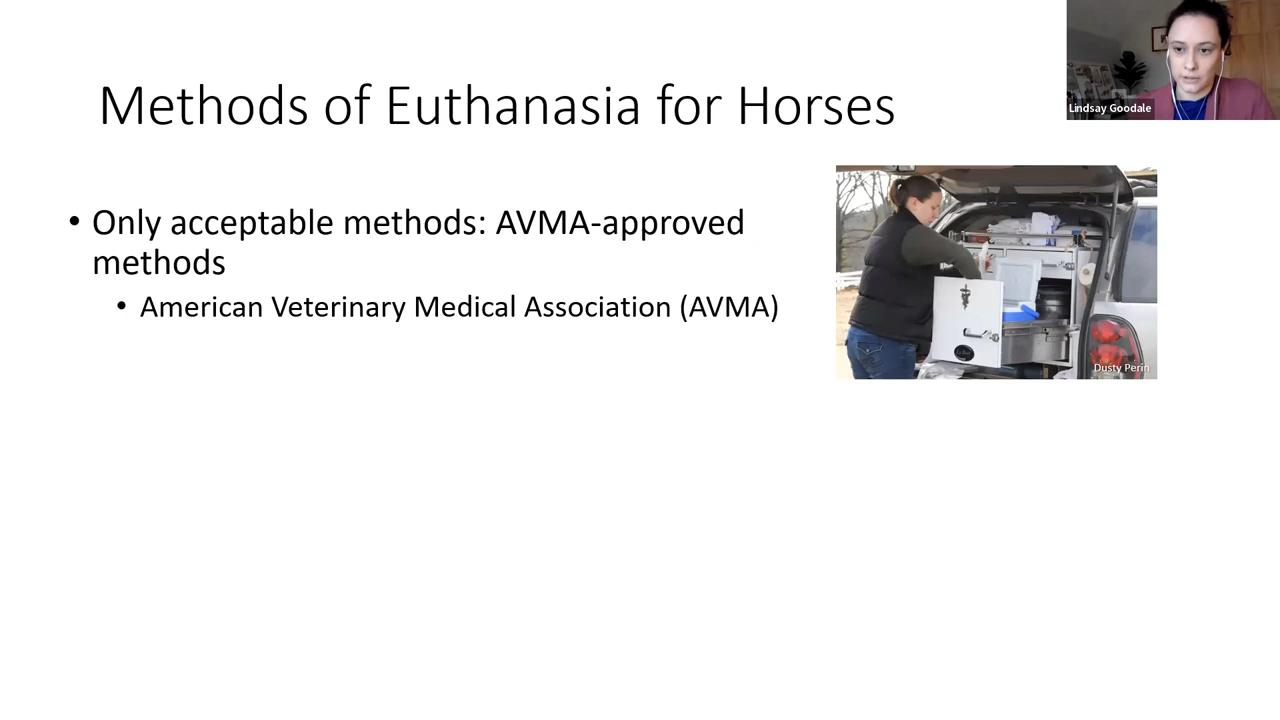 Methods of Euthanasia for Horses
Lindsay Goodale
• Only acceptable methods: AVMA-approved
methods
• American Veterinary Medical Association (AVMA)
Dusty Perin